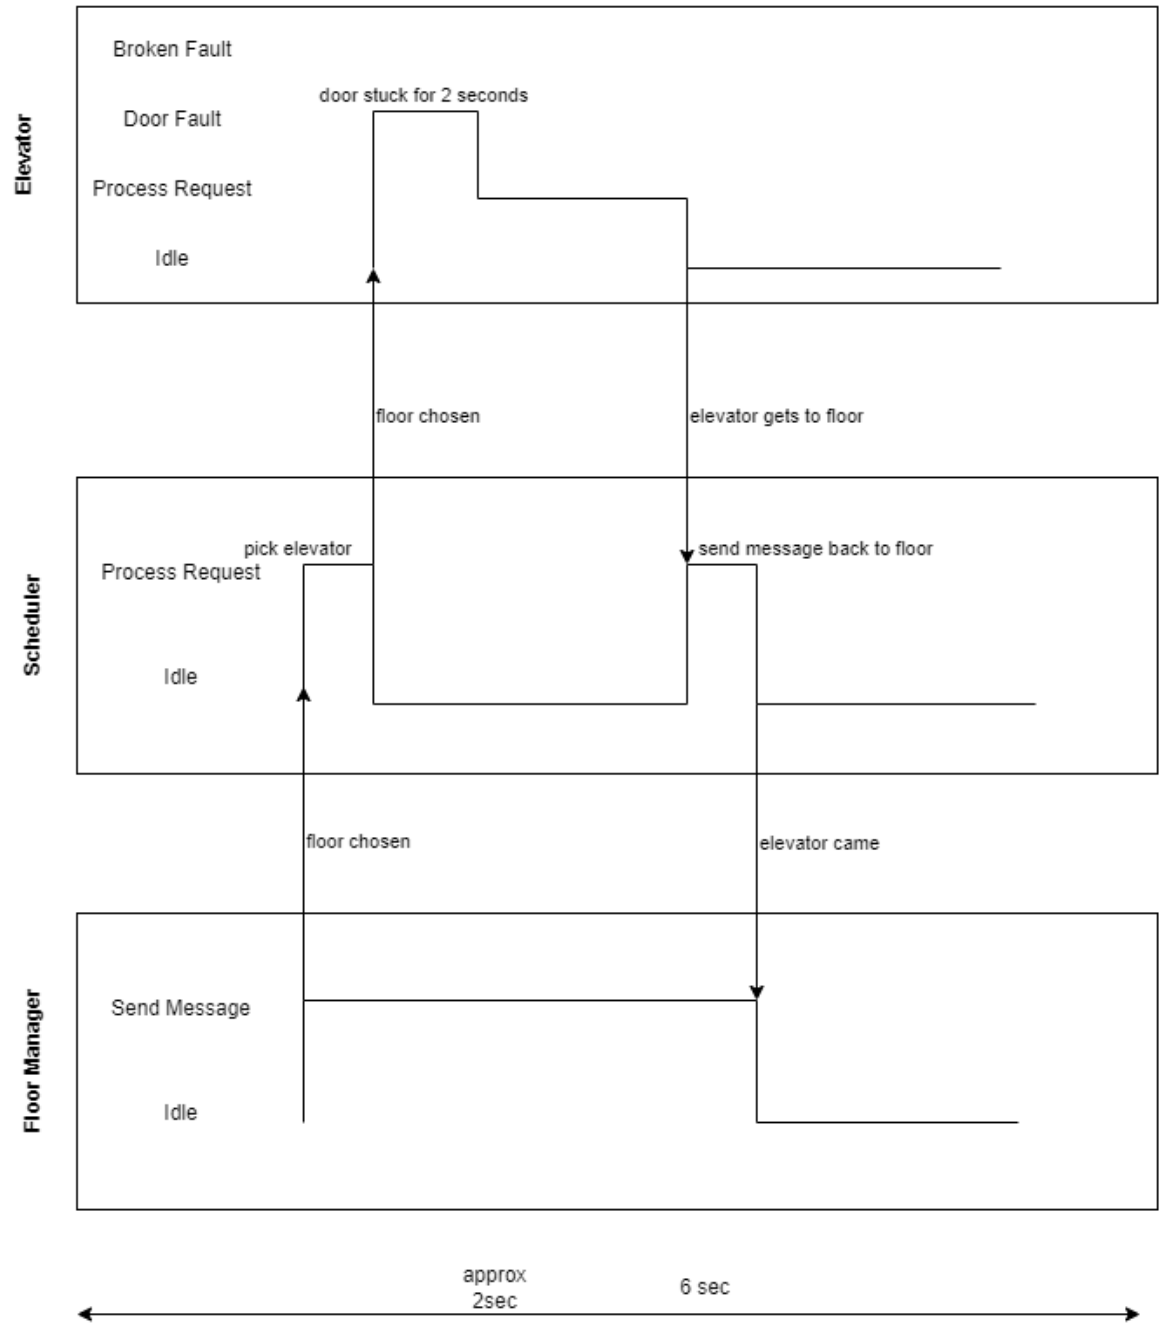 Elevator
Broken Fault
door stuck for 2 seconds
Door Fault
Process Request
Idle
floor chosen
elevator gets to floor
Scheduler
pick elevator
send message back to floor
Process Request
Idle
floor chosen
elevator came
Floor Manager
Send Message
Idle
approx
2sec
6 sec